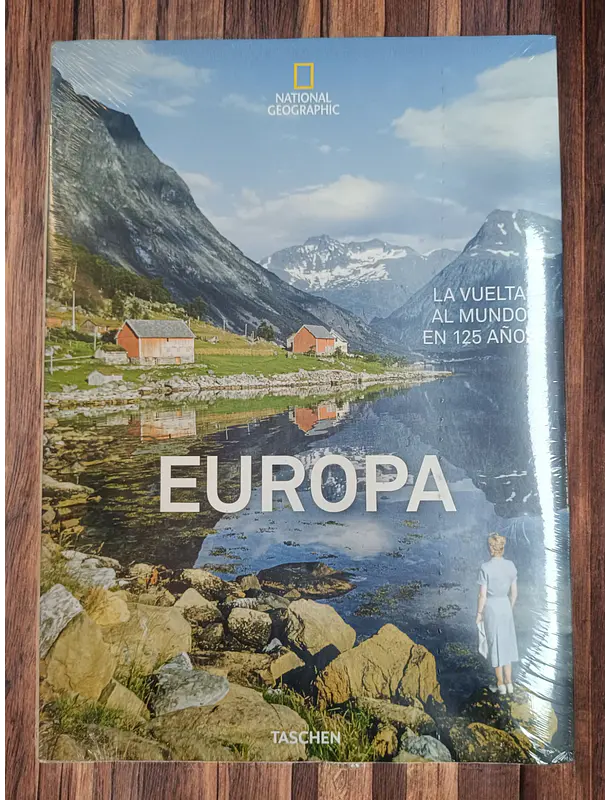 NATIONAL
GEOGRAPHIC
LA VUELTA
AL MUNDO
EN 125 AÑOS
EUROPA
TASCHEN